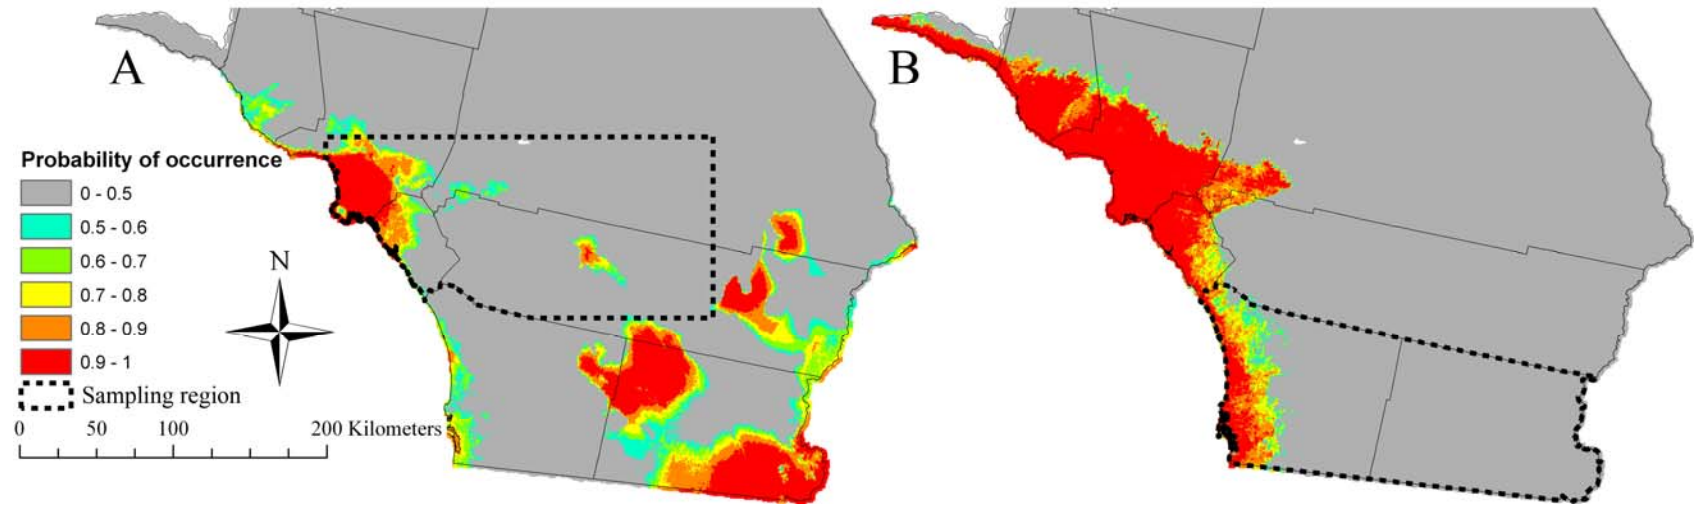 A
B
Probability of occurrence
0 - 0.5
0.5 - 0.6
0.6 - 0.7
0.7 - 0.8
0.8 - 0.9
0.9 - 1
Sampling region
N
0 50 100 200 Kilometers